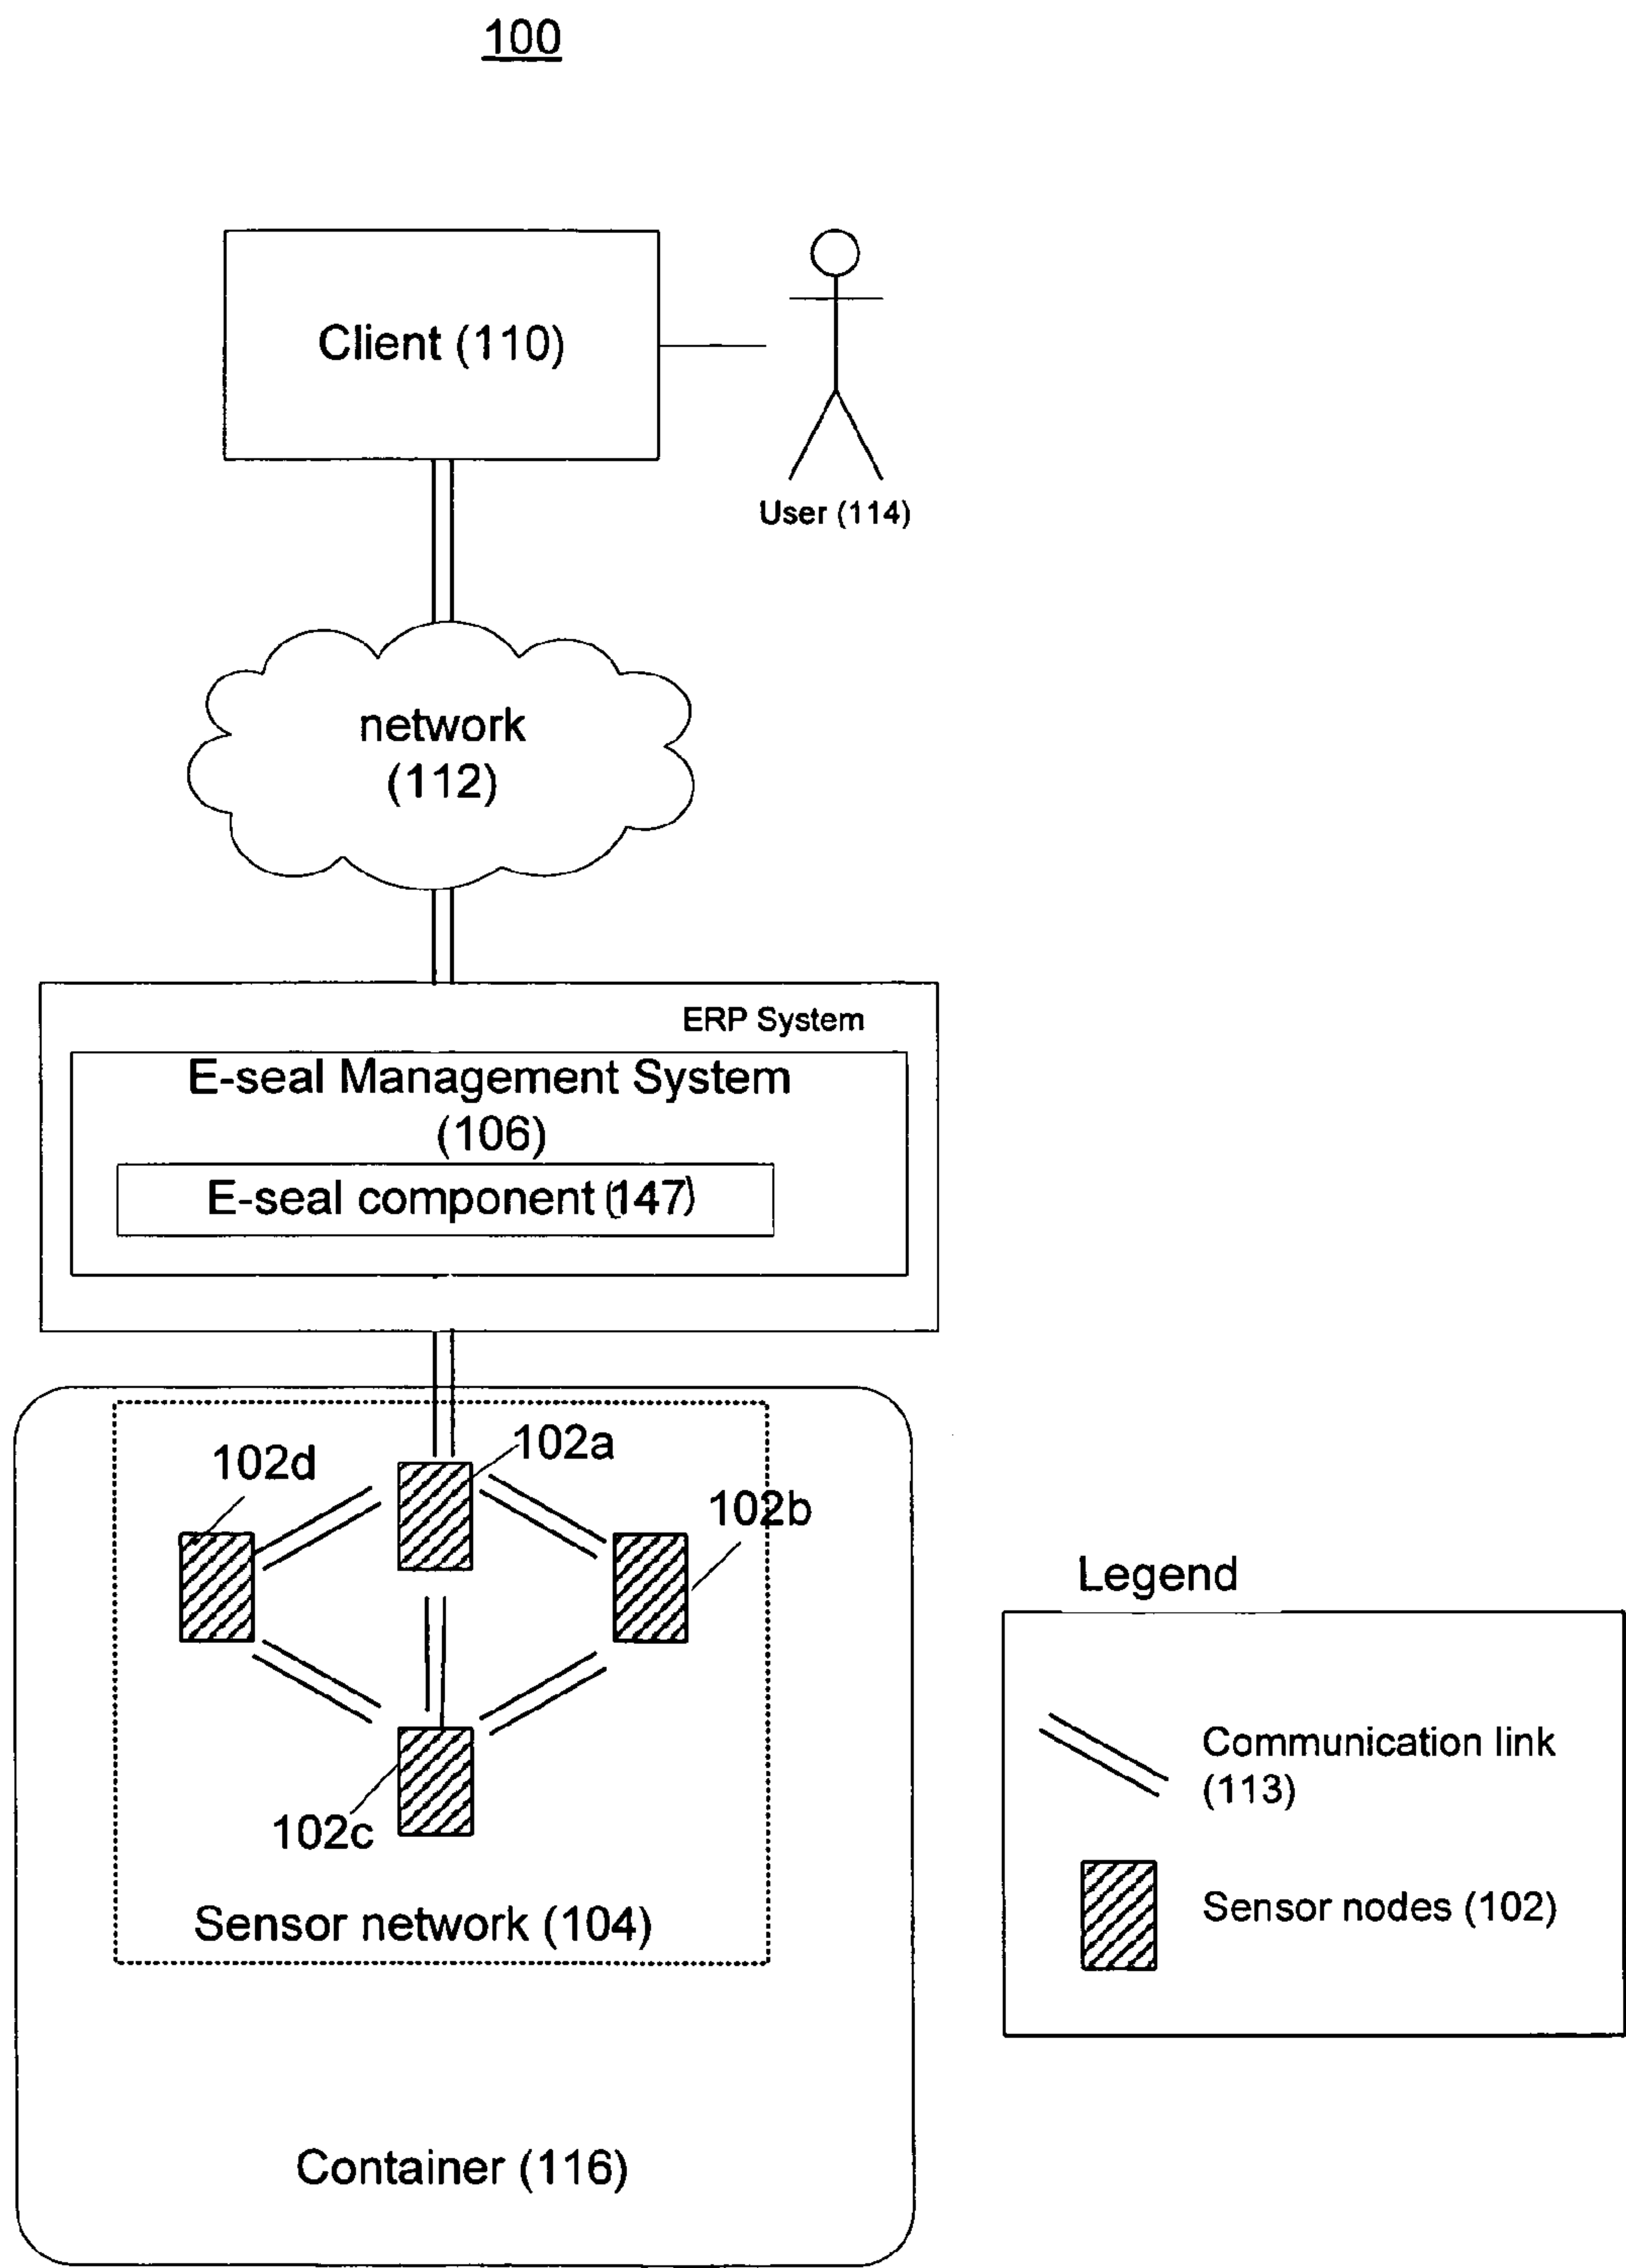 100
Client (110)
User (114)
network
(112)
ERP System
E-seal Management System
(106)
E-seal component (147)
102a
102d
102b
102c
Sensor network (104)
Container (116)
Legend
Communication link
(113)
Sensor nodes (102)